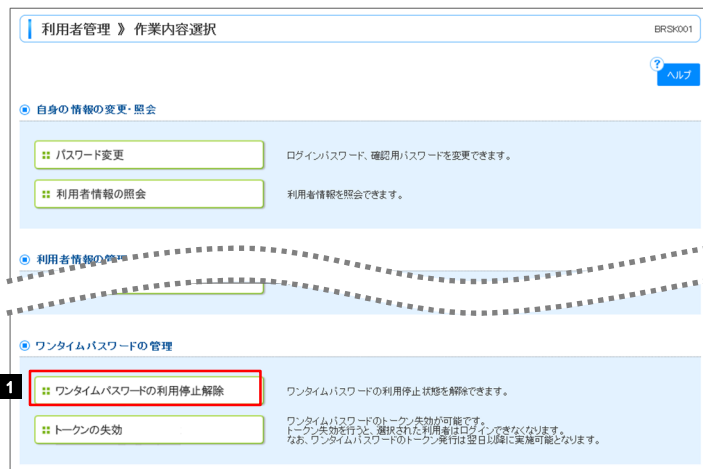 利用者管理 》 作業内容選択
BRSK001
?
ヘルプ
自身の情報の変更・照会
パスワード変更
ログインパスワード、確認用パスワードを変更できます。
利用者情報の照会
利用者情報を照会できます。
利用者情報の管理
ワンタイムパスワードの管理
1
ワンタイムパスワードの利用停止解除
ワンタイムパスワードの利用停止状態を解除できます。
トークンの失効
ワンタイムパスワードのトークン失効が可能です。
トークン失効を行うと、選択された利用者はログインできなくなります。
なお、ワンタイムパスワードのトークン発行は翌日以降に実施可能となります。